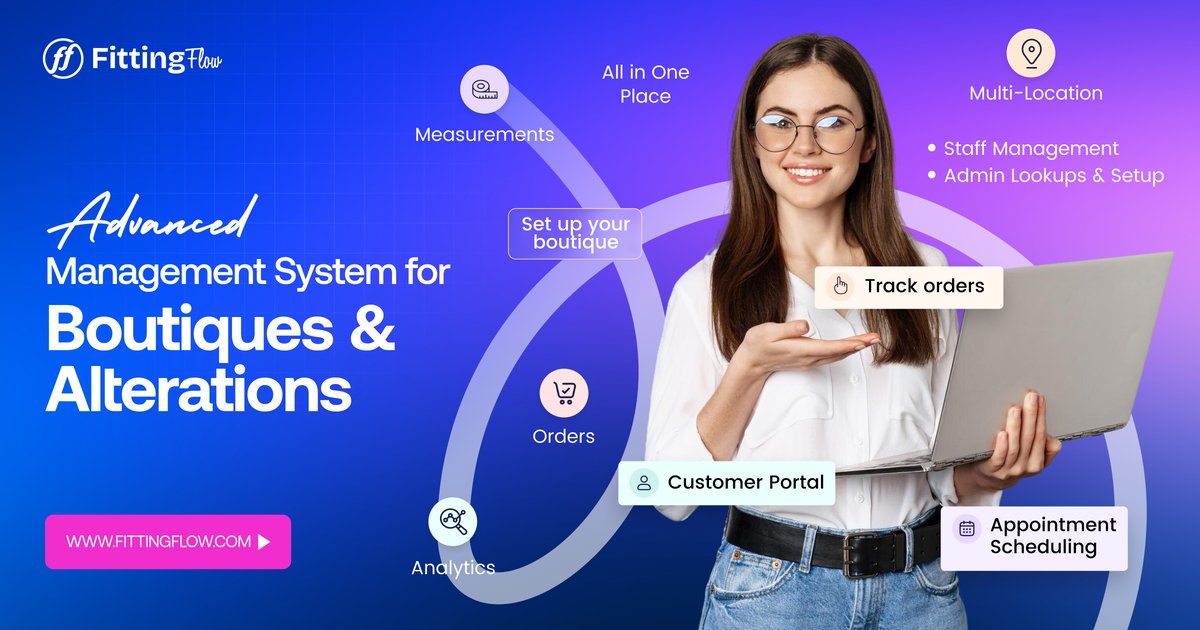 ff FittingFlow
Advanced
Management System for
Boutiques &
Alterations
WWW.FITTINGFLOW.COM
Measurements
All in One
Place
Multi-Location
Staff Management
Admin Lookups & Setup
Set up your
boutique
Track orders
Orders
Customer Portal
Analytics
Appointment
Scheduling